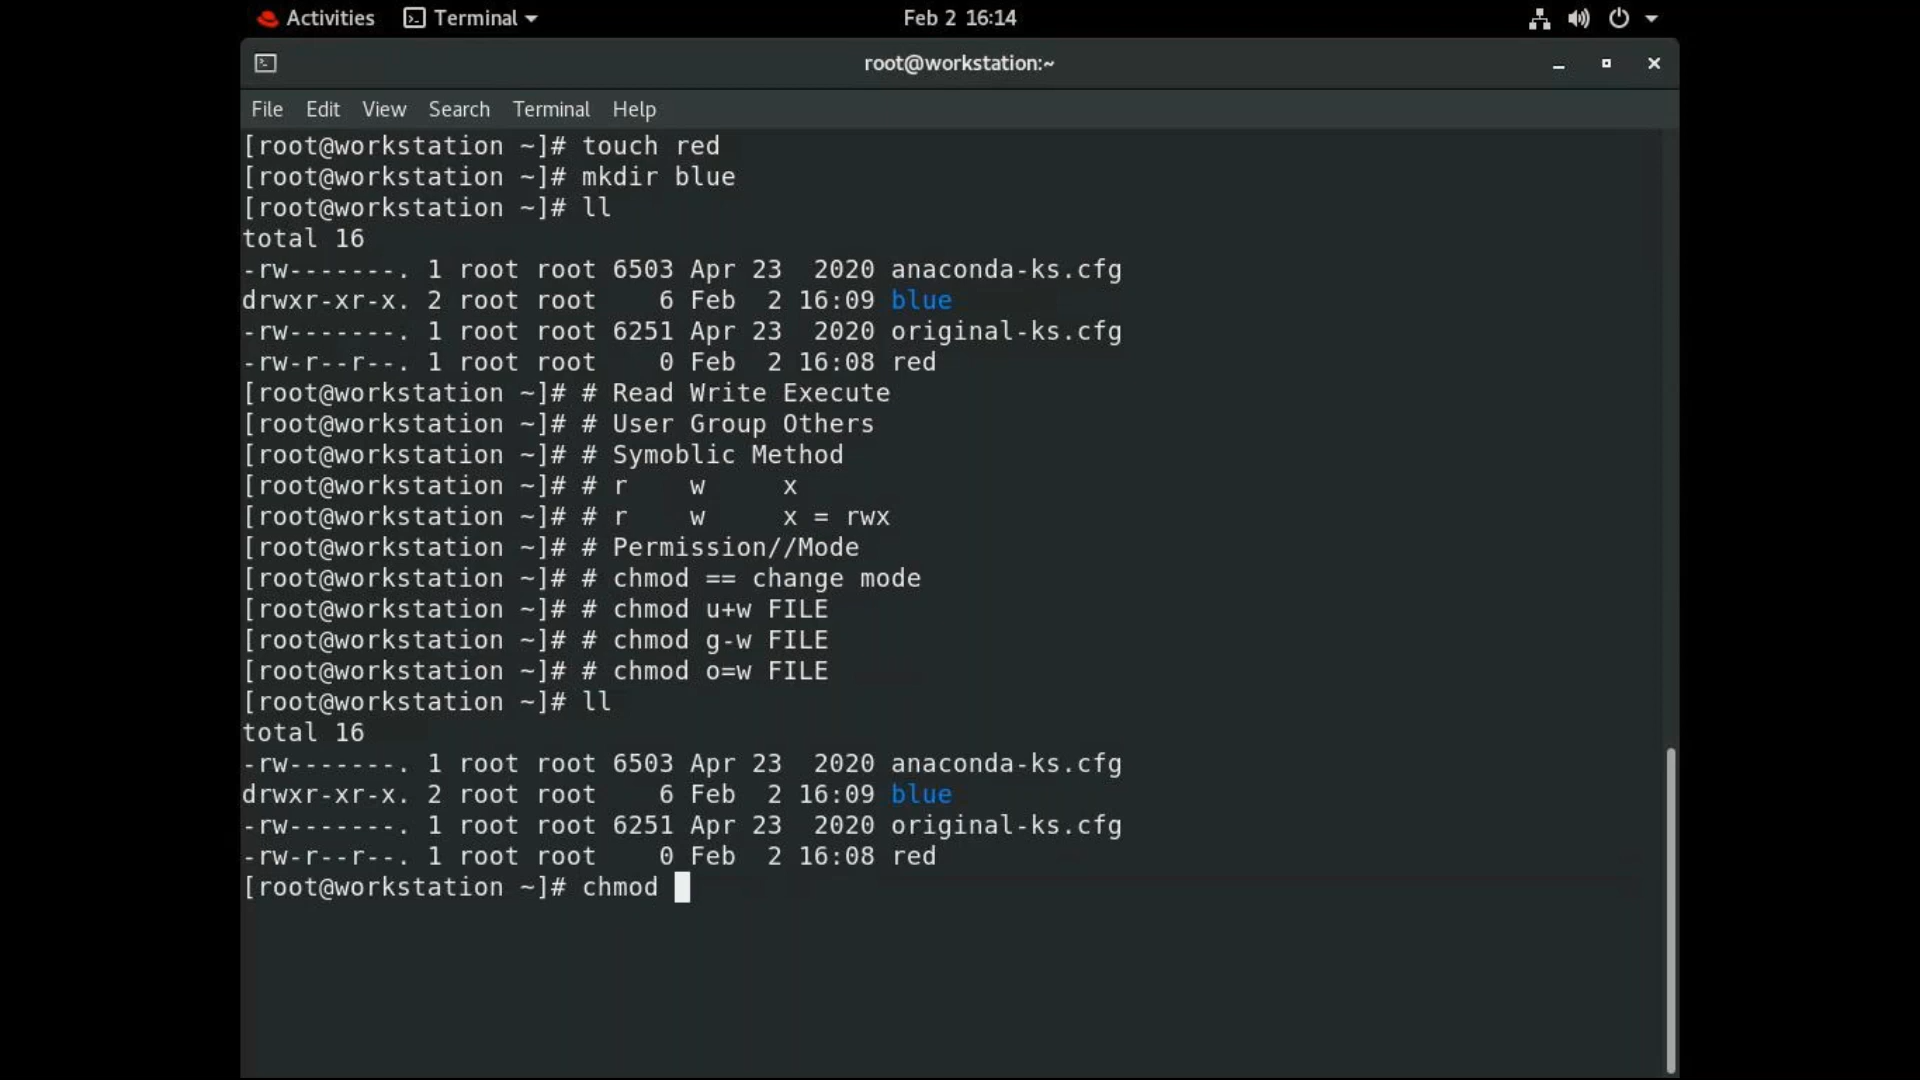 Activities Terminal Feb 2 16:14
root@workstation:~
File Edit View Search Terminal Help
[root@workstation ~]# touch red
[root@workstation ~]# mkdir blue
[root@workstation ~]# ll
total 16
-rw-------. 1 root root 6503 Apr 23  2020 anaconda-ks.cfg
drwxr-xr-x. 2 root root    6 Feb  2 16:09 blue
-rw-------. 1 root root 6251 Apr 23  2020 original-ks.cfg
-rw-r--r--. 1 root root    0 Feb  2 16:08 red
[root@workstation ~]# # Read Write Execute
[root@workstation ~]# # User Group Others
[root@workstation ~]# # Symoblic Method
[root@workstation ~]# # r    w     x
[root@workstation ~]# # r    w     x = rwx
[root@workstation ~]# # Permission//Mode
[root@workstation ~]# # chmod == change mode
[root@workstation ~]# # chmod u+w FILE
[root@workstation ~]# # chmod g-w FILE
[root@workstation ~]# # chmod o=w FILE
[root@workstation ~]# ll
total 16
-rw-------. 1 root root 6503 Apr 23  2020 anaconda-ks.cfg
drwxr-xr-x. 2 root root    6 Feb  2 16:09 blue
-rw-------. 1 root root 6251 Apr 23  2020 original-ks.cfg
-rw-r--r--. 1 root root    0 Feb  2 16:08 red
[root@workstation ~]# chmod